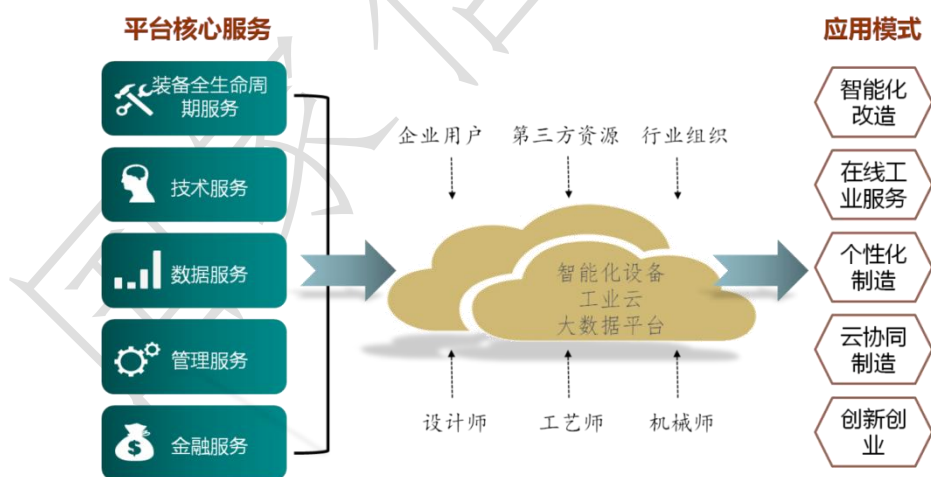 平台核心服务
应用模式
装备全生命周
期服务
技术服务
数据服务
管理服务
金融服务
企业用户
第三方资源
行业组织
智能化设备
工业云
大数据平台
设计师
工艺师
机械师
智能化
改造
在线工
业服务
个性化
制造
云协同
制造
创新创
业